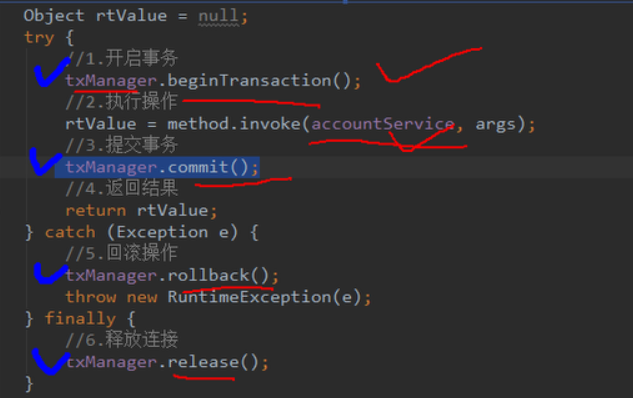 Object rtValue = null;
try {
//1.开启事务
txManager.beginTransaction();
//2.执行操作
rtValue = method.invoke(accountService, args);
//3.提交事务
txManager.commit();
//4.返回结果
return rtValue;
} catch (Exception e) {
//5.回滚操作
txManager.rollback();
throw new RuntimeException(e);
} finally {
//6.释放连接
txManager.release();
}